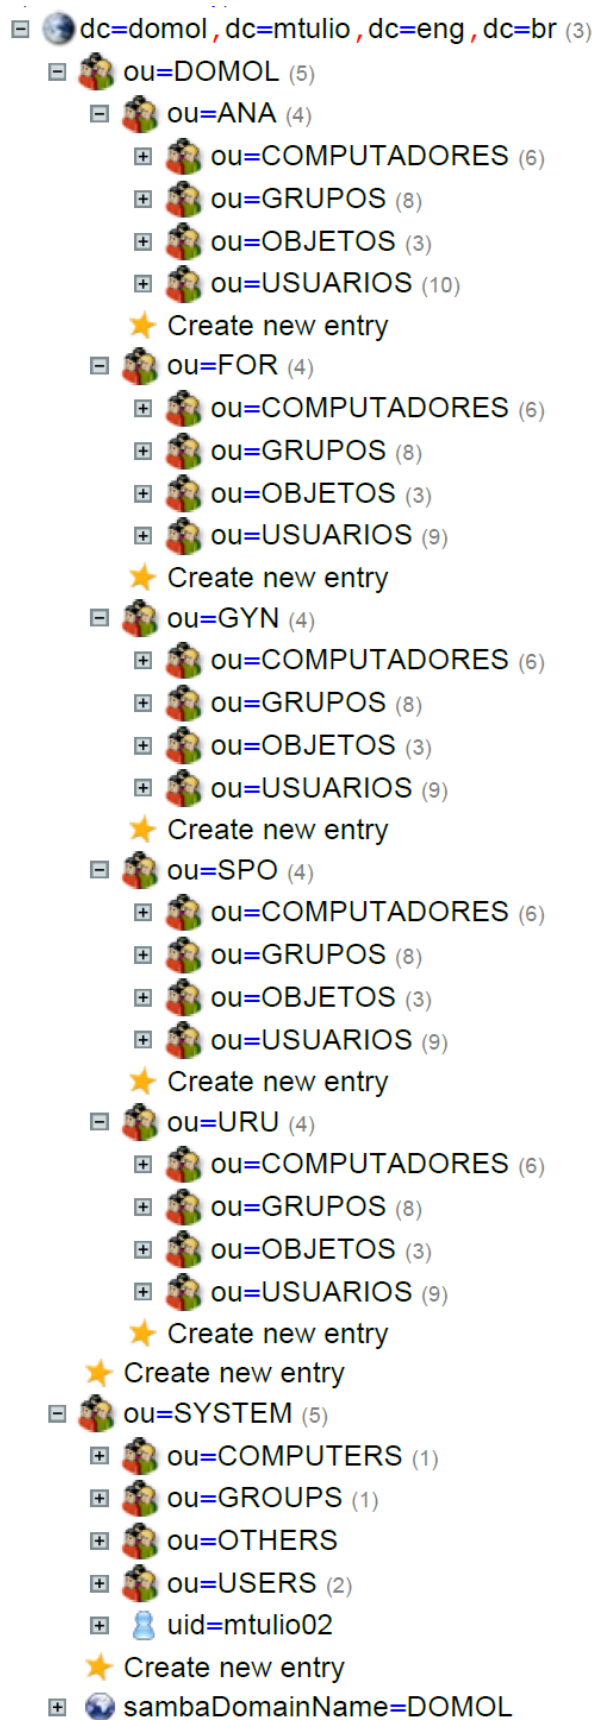 dc=domol,dc=mtulio,dc=eng,dc=br (3)
ou=DOMOL (5)
ou=ANA (4)
ou=COMPUTADORES (6)
ou=GRUPOS (8)
ou=OBJETOS (3)
ou=USUARIOS (10)
Create new entry
ou=FOR (4)
ou=COMPUTADORES (6)
ou=GRUPOS (8)
ou=OBJETOS (3)
ou=USUARIOS (9)
Create new entry
ou=GYN (4)
ou=COMPUTADORES (6)
ou=GRUPOS (8)
ou=OBJETOS (3)
ou=USUARIOS (9)
Create new entry
ou=SPO (4)
ou=COMPUTADORES (6)
ou=GRUPOS (8)
ou=OBJETOS (3)
ou=USUARIOS (9)
Create new entry
ou=URU (4)
ou=COMPUTADORES (6)
ou=GRUPOS (8)
ou=OBJETOS (3)
ou=USUARIOS (9)
Create new entry
Create new entry
ou=SYSTEM (5)
ou=COMPUTERS (1)
ou=GROUPS (1)
ou=OTHERS
ou=USERS (2)
uid=mtulio02
Create new entry
sambaDomainName=DOMOL